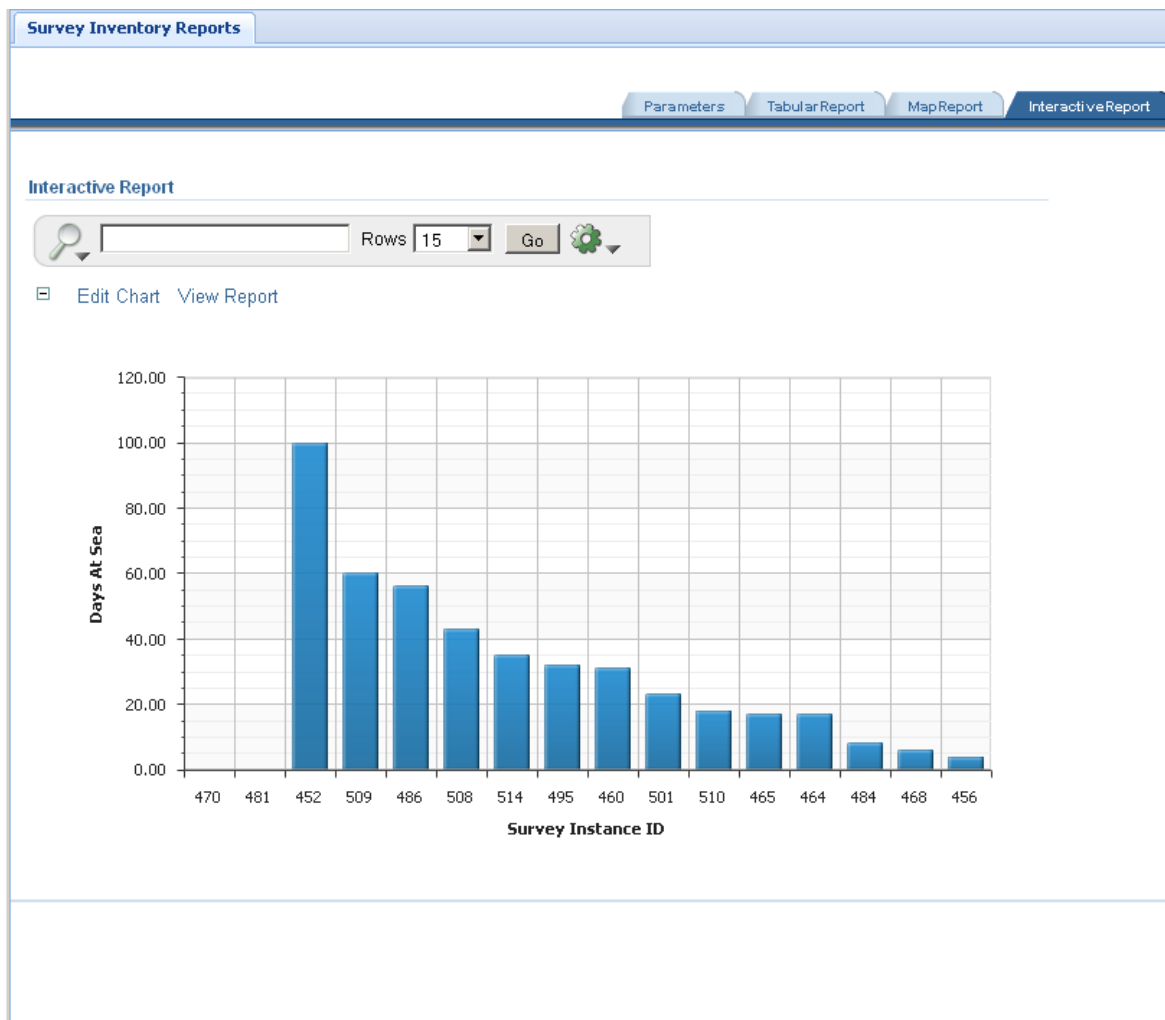 Survey Inventory Reports
Parameters TabularReport MapReport InteractiveReport
Interactive Report
Rows 15 Go
Edit Chart View Report
120.00
100.00
80.00
60.00
40.00
20.00
0.00
Days At Sea
470 481 452 509 486 508 514 495 460 501 510 465 464 484 468 456
Survey Instance ID